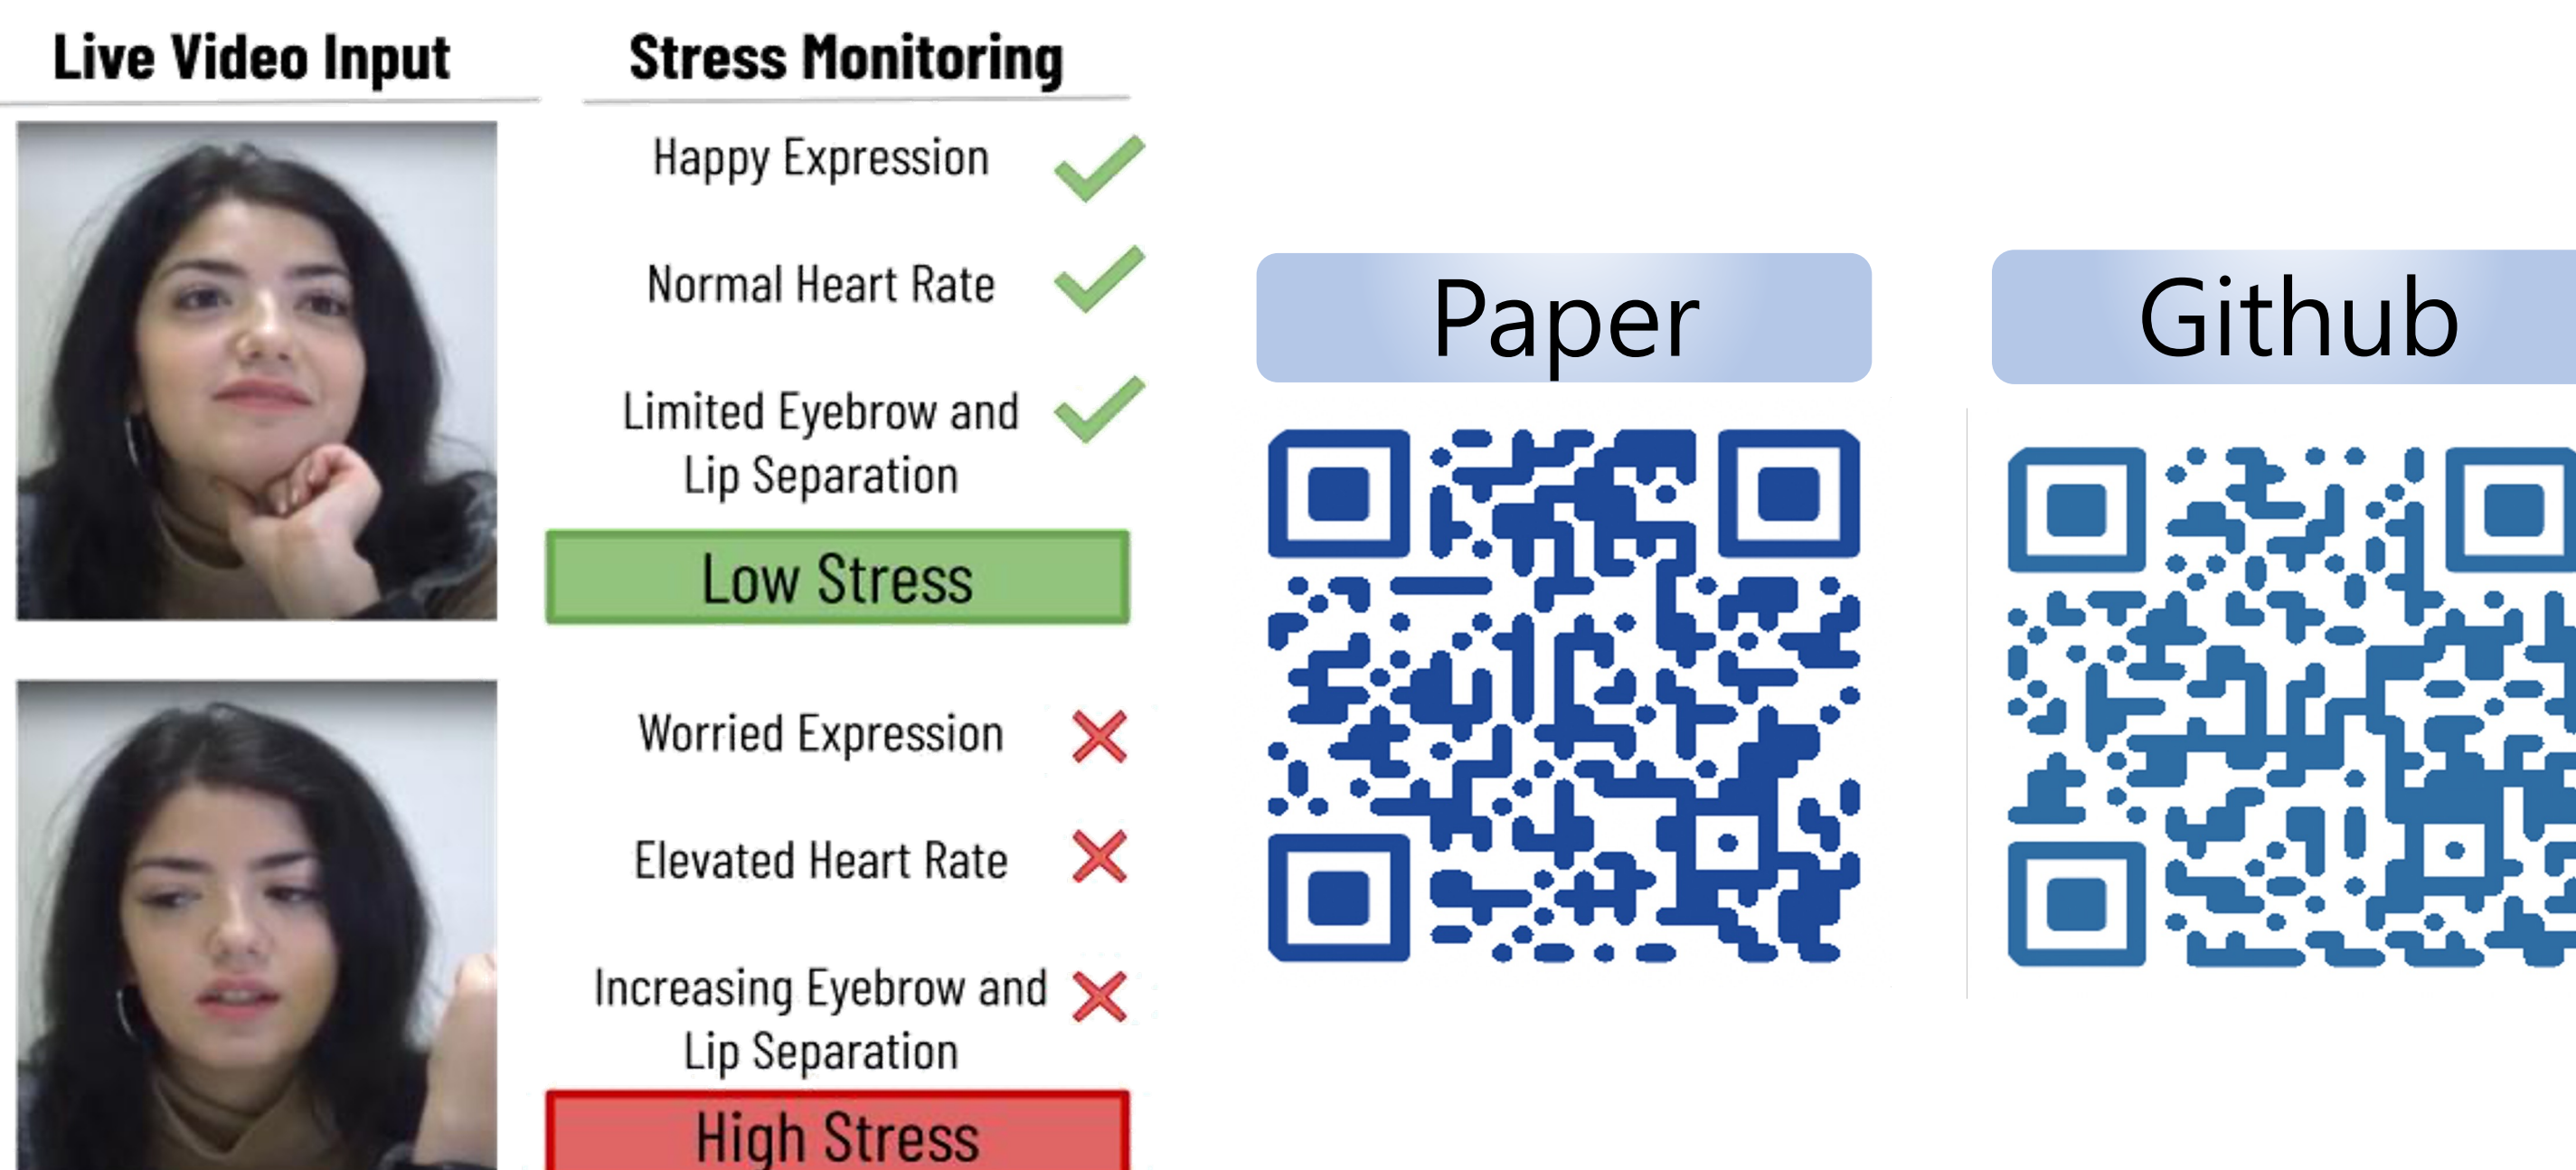 Live Video Input
Stress Monitoring
Happy Expression
Normal Heart Rate
Limited Eyebrow and
Lip Separation
Low Stress
Worried Expression
Elevated Heart Rate
Increasing Eyebrow and
Lip Separation
High Stress
Paper
Github